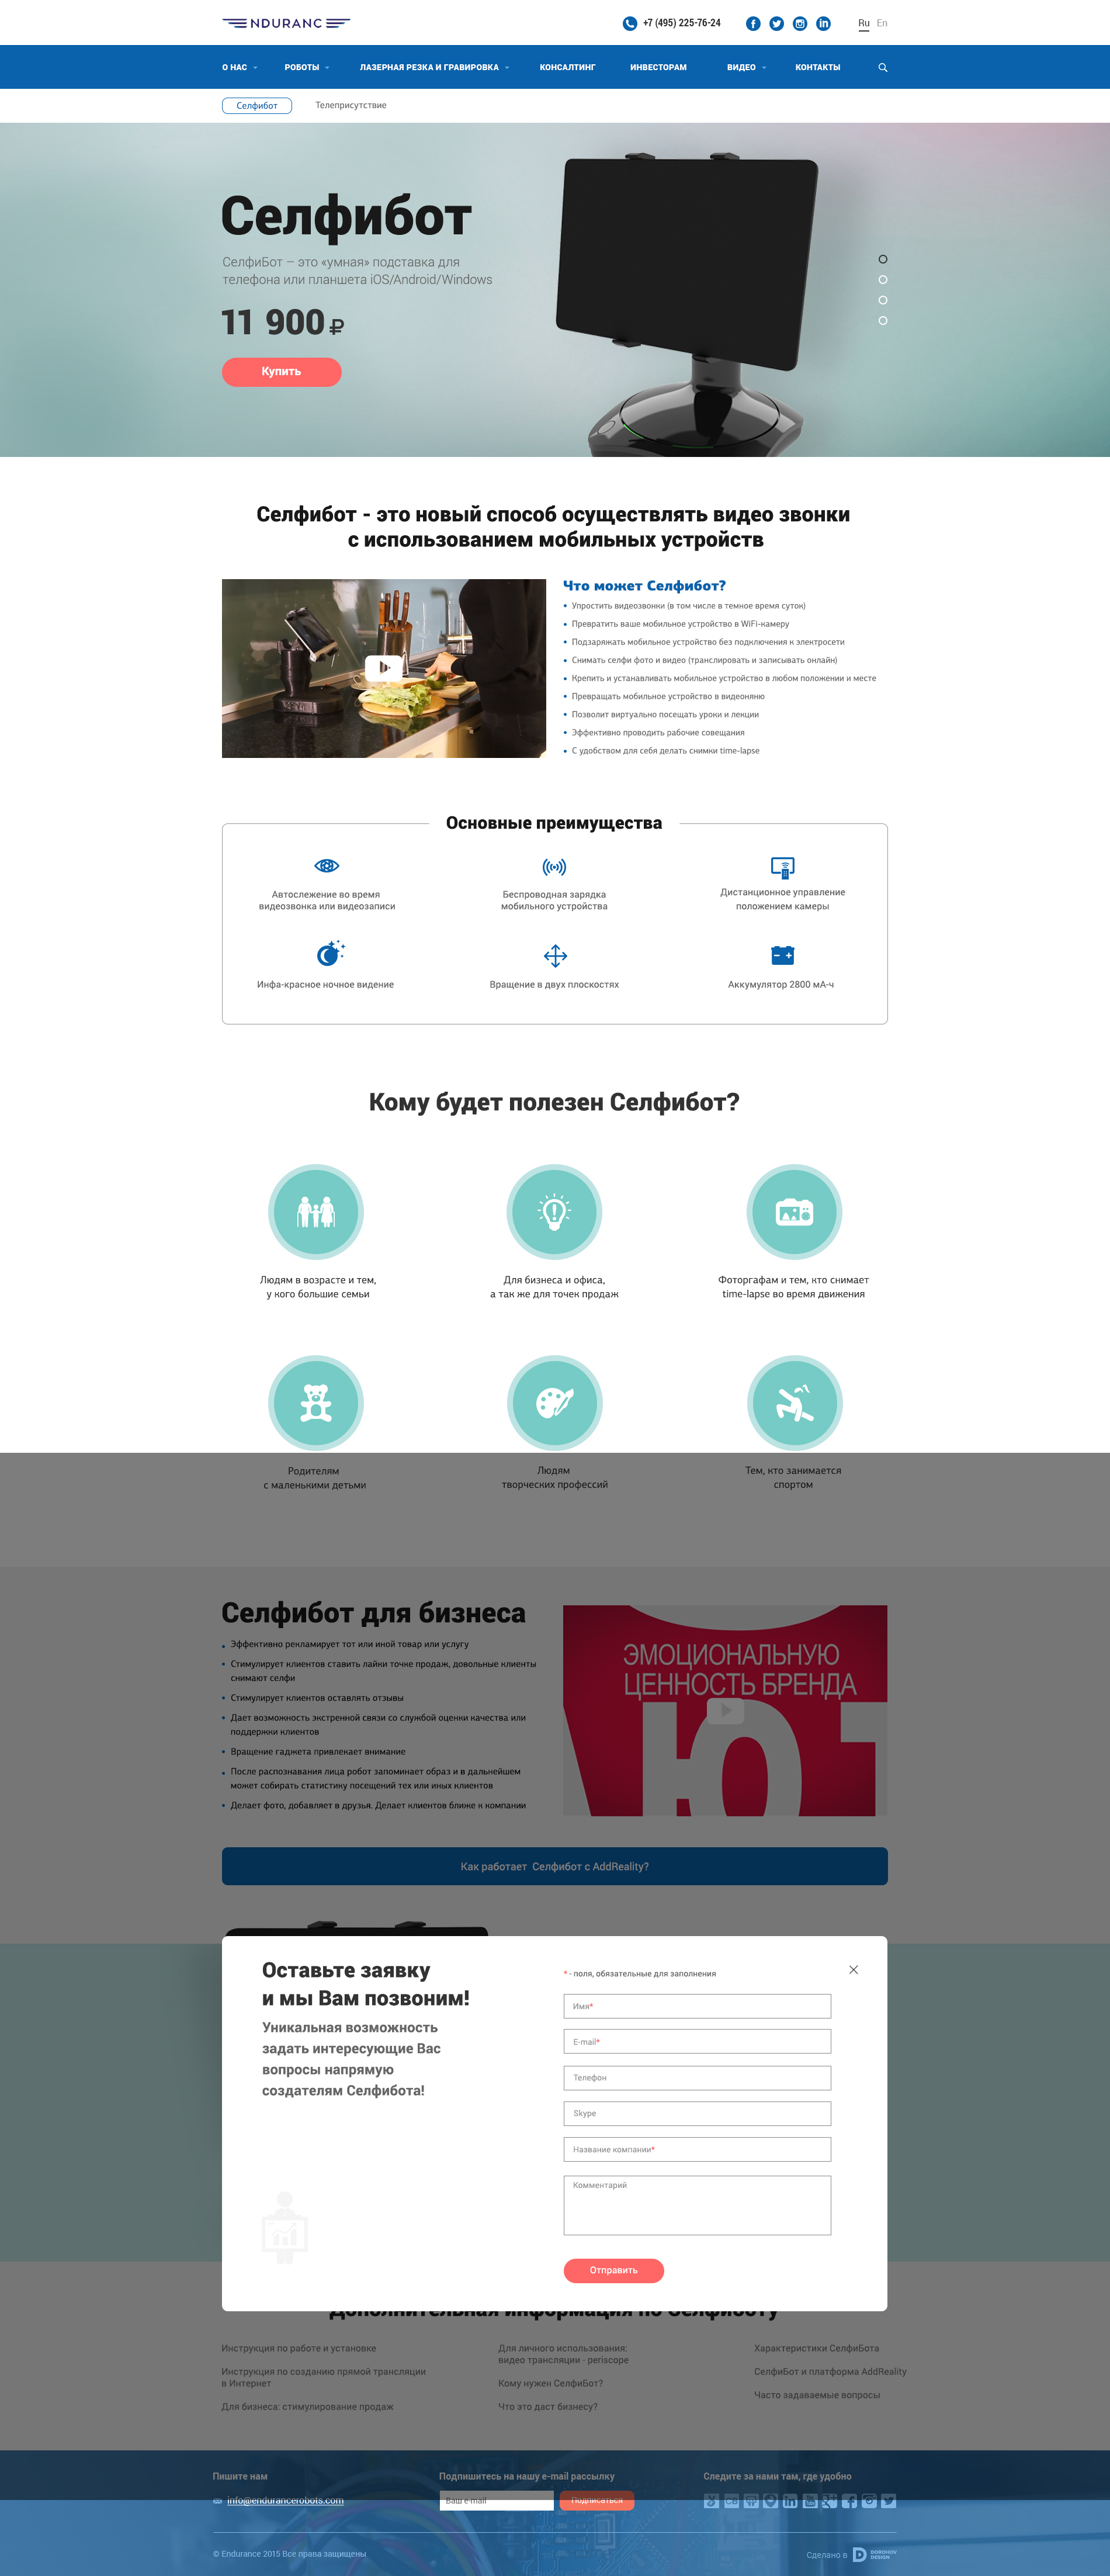 NDURANC
+7 (495) 225-76-24
Ru En
О НАС
РОБОТЫ
ЛАЗЕРНАЯ РЕЗКА И ГРАВИРОВКА
КОНСАЛТИНГ
ИНВЕСТОРАМ
ВИДЕО
КОНТАКТЫ
Селфибот
Телеприсутствие
Селфибот
СелфиБот – это «умная» подставка для
телефона или планшета iOS/Android/Windows
11 900 ₽
Купить
Селфибот - это новый способ осуществлять видео звонки
с использованием мобильных устройств
Что может Селфибот?
Упростить видеозвонки (в том числе в темное время суток)
Превратить ваше мобильное устройство в WiFi-камеру
Подзаряжать мобильное устройство без подключения к электросети
Снимать селфи фото и видео (транслировать и записывать онлайн)
Крепить и устанавливать мобильное устройство в любом положении и месте
Превращать мобильное устройство в видеоняню
Позволит виртуально посещать уроки и лекции
Эффективно проводить рабочие совещания
С удобством для себя делать снимки time-lapse
Основные преимущества
Автослежение во время
видеозвонка или видеозаписи
Беспроводная зарядка
мобильного устройства
Дистанционное управление
положением камеры
Инфа-красное ночное видение
Вращение в двух плоскостях
Аккумулятор 2800 мА-ч
Кому будет полезен Селфибот?
Людям в возрасте и тем,
у кого большие семьи
Для бизнеса и офиса,
а так же для точек продаж
Фоторгафам и тем, кто снимает
time-lapse во время движения
Родителям
с маленькими детьми
Людям
творческих профессий
Тем, кто занимается
спортом
Селфибот для бизнеса
Эффективно рекламирует тот или иной товар или услугу
Стимулирует клиентов ставить лайки точке продаж, довольные клиенты
снимают селфи
Стимулирует клиентов оставлять отзывы
Дает возможность экстренной связи со службой оценки качества или
поддержки клиентов
Вращение гаджета привлекает внимание
После распознавания лица робот запоминает образ и в дальнейшем
может собирать статистику посещений тех или иных клиентов
Делает фото, добавляет в друзья. Делает клиентов ближе к компании
ЭМОЦИОНАЛЬНУЮ
ЦЕННОСТЬ БРЕНДА
Как работает Селфибот с AddReality?
Оставьте заявку
и мы Вам позвоним!
Уникальная возможность
задать интересующие Вас
вопросы напрямую
создателям Селфибота!
* - поля, обязательные для заполнения
Имя*
E-mail*
Телефон
Skype
Название компании*
Комментарий
Отправить
Дополнительная информация по Селфиботу
Инструкция по работе и установке
Инструкция по созданию прямой трансляции
в Интернет
Для бизнеса: стимулирование продаж
Для личного использования:
видео трансляции - periscope
Кому нужен СелфиБот?
Что это даст бизнесу?
Характеристики СелфиБота
СелфиБот и платформа AddReality
Часто задаваемые вопросы
Пишите нам
info@endurancerobots.com
Подпишитесь на нашу e-mail рассылку
Ваш e-mail
Подписаться
Следите за нами там, где удобно
© Endurance 2015 Все права защищены
Сделано в
DOROHOV
DESIGN